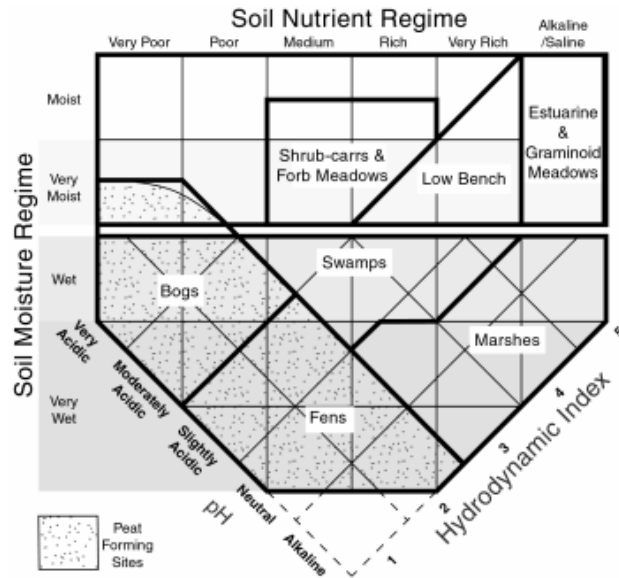 Soil Nutrient Regime
Very Poor
Poor
Medium
Rich
Very Rich
Alkaline
/Saline
Soil Moisture Regime
Moist
Very
Moist
Wet
Very
Wet
Shrub-carrs &
Forb Meadows
Low Bench
Estuarine
&
Graminoid
Meadows
Bogs
Swamps
Marshes
Fens
Very
Acidic
Moderately
Acidic
Slightly
Acidic
Neutral
Alkaline
pH
1
2
3
4
5
Hydrodynamic Index
Peat
Forming
Sites